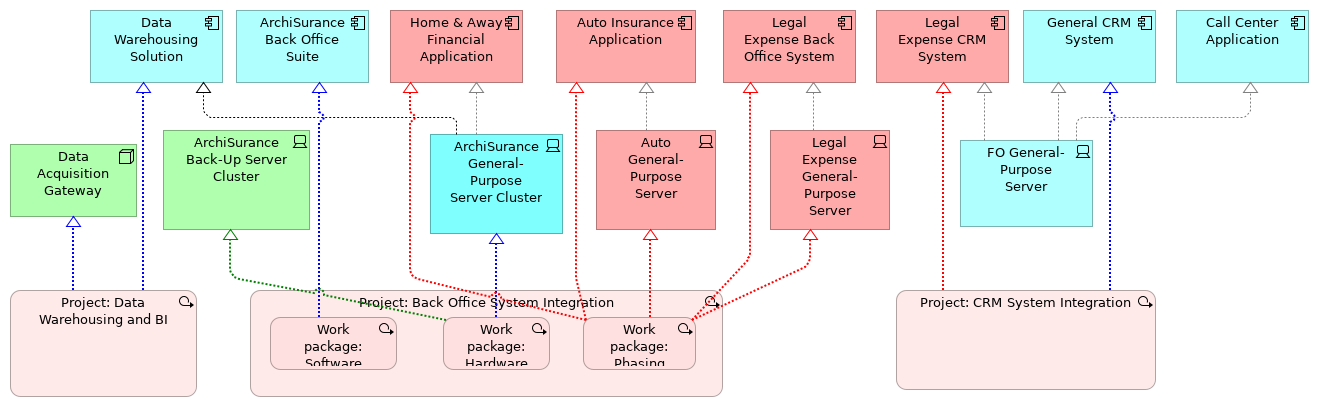 Data
Warehousing
Solution
ArchiSurance
Back Office
Suite
Home & Away
Financial
Application
Auto Insurance
Application
Legal
Expense Back
Office System
Legal
Expense CRM
System
General CRM
System
Call Center
Application
Data
Acquisition
Gateway
ArchiSurance
Back-Up Server
Cluster
ArchiSurance
General-
Purpose
Server Cluster
Auto
General-
Purpose
Server
Legal
Expense
General-
Purpose
Server
FO General-
Purpose
Server
Project: Data
Warehousing and BI
Project: Back Office System Integration
Work
package:
Software
Work
package:
Hardware
Work
package:
Phasing
Project: CRM System Integration